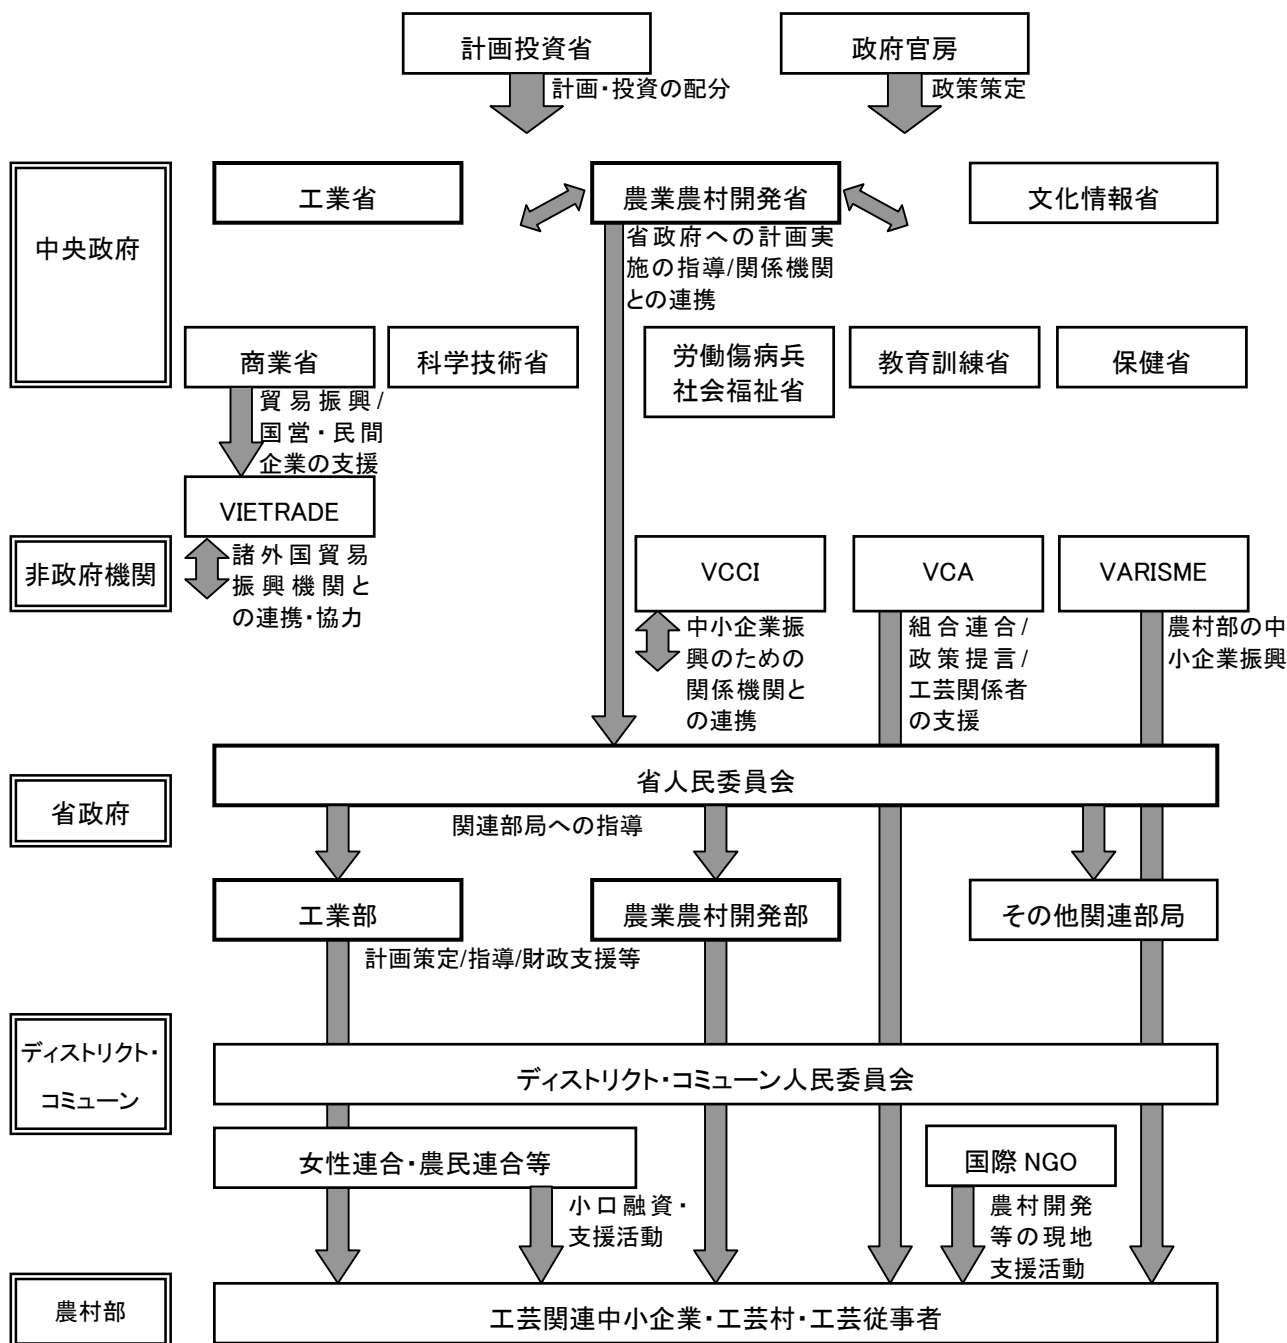 計画投資省
政府官房
計画・投資の配分
政策策定
中央政府
工業省
農業農村開発省
文化情報省
省政府への計画実
施の指導/関係機関
との連携
商業省
科学技術省
労働傷病兵
社会福祉省
教育訓練省
保健省
貿易振興/
国営・民間
企業の支援
VIETRADE
非政府機関
諸外国貿易
振興機関と
の連携・協力
VCCI
VCA
VARISME
中小企業振
興のための
関係機関と
の連携
組合連合/
政策提言/
工芸関係者
の支援
農村部の中
小企業振興
省政府
省人民委員会
関連部局への指導
工業部
農業農村開発部
その他関連部局
計画策定/指導/財政支援等
ディストリクト・
コミューン
ディストリクト・コミューン人民委員会
女性連合・農民連合等
国際 NGO
小口融資・
支援活動
農村開発
等の現地
支援活動
農村部
工芸関連中小企業・工芸村・工芸従事者